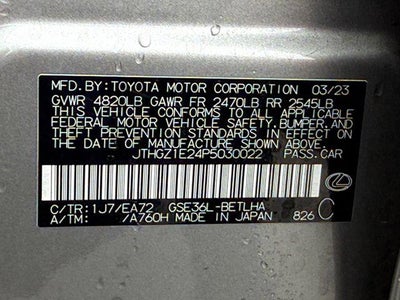 MFD.BY:TOYOTA MOTOR CORPORATION 03/23
GVWR 4820LB GAWR FR 2470LB RR 2545LB
THIS VEHICLE CONFORMS TO ALL APPLICABLE
FEDERAL MOTOR VEHICLE SAFETY,BUMPER,AND
THEFT PREVENTION STANDARDS IN EFFECT ON
THE DATE OF MANUFACTURE SHOWN ABOVE.
JTHGZ1E24P5030022 PASS.CAR
C/TR:1J7/EA72 GSE36L-BETLHA C
A/TM: /A760H MADE IN JAPAN 826